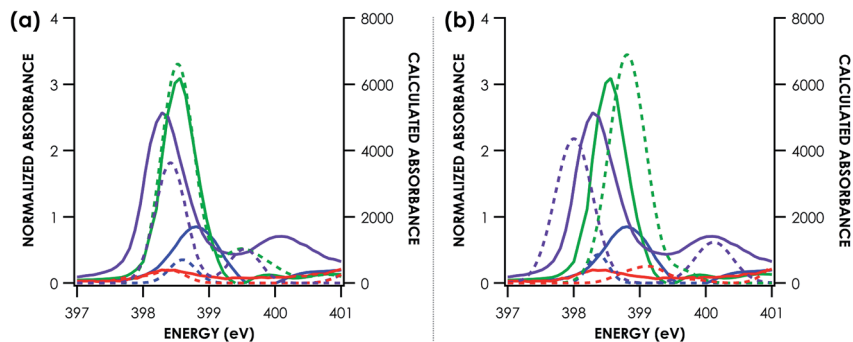 (a)
4
3
2
1
0
NORMALIZED ABSORBANCE
8000
6000
4000
2000
0
CALCULATED ABSORBANCE
397 398 399 400 401
ENERGY (eV)
(b)
4
3
2
1
0
NORMALIZED ABSORBANCE
8000
6000
4000
2000
0
CALCULATED ABSORBANCE
397 398 399 400 401
ENERGY (eV)